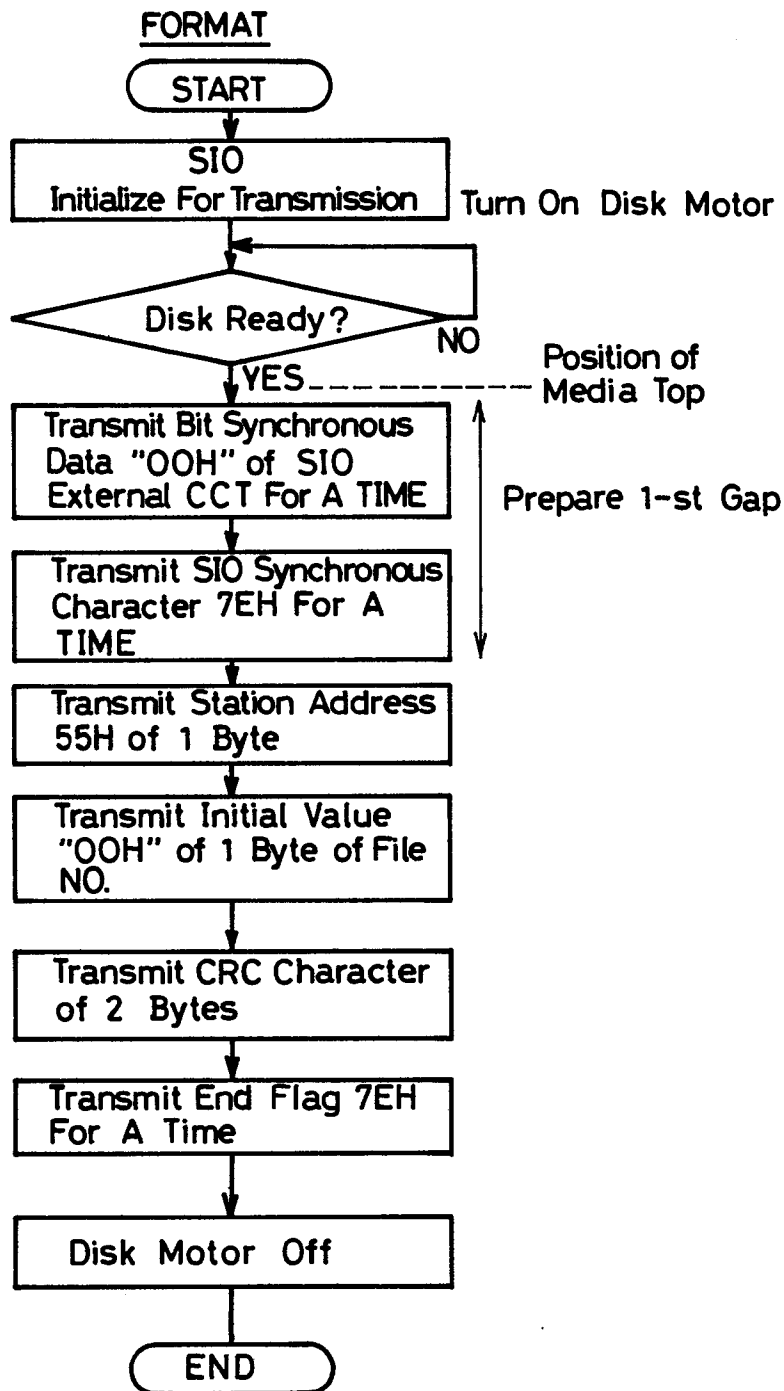 FORMAT
START
SIO
Initialize For Transmission
Turn On Disk Motor
Disk Ready?
NO
YES
Position of
Media Top
Transmit Bit Synchronous
Data "00H" of SIO
External CCT For A TIME
Prepare 1-st Gap
Transmit SIO Synchronous
Character 7EH For A
TIME
Transmit Station Address
55H of 1 Byte
Transmit Initial Value
"00H" of 1 Byte of File
NO.
Transmit CRC Character
of 2 Bytes
Transmit End Flag 7EH
For A Time
Disk Motor Off
END